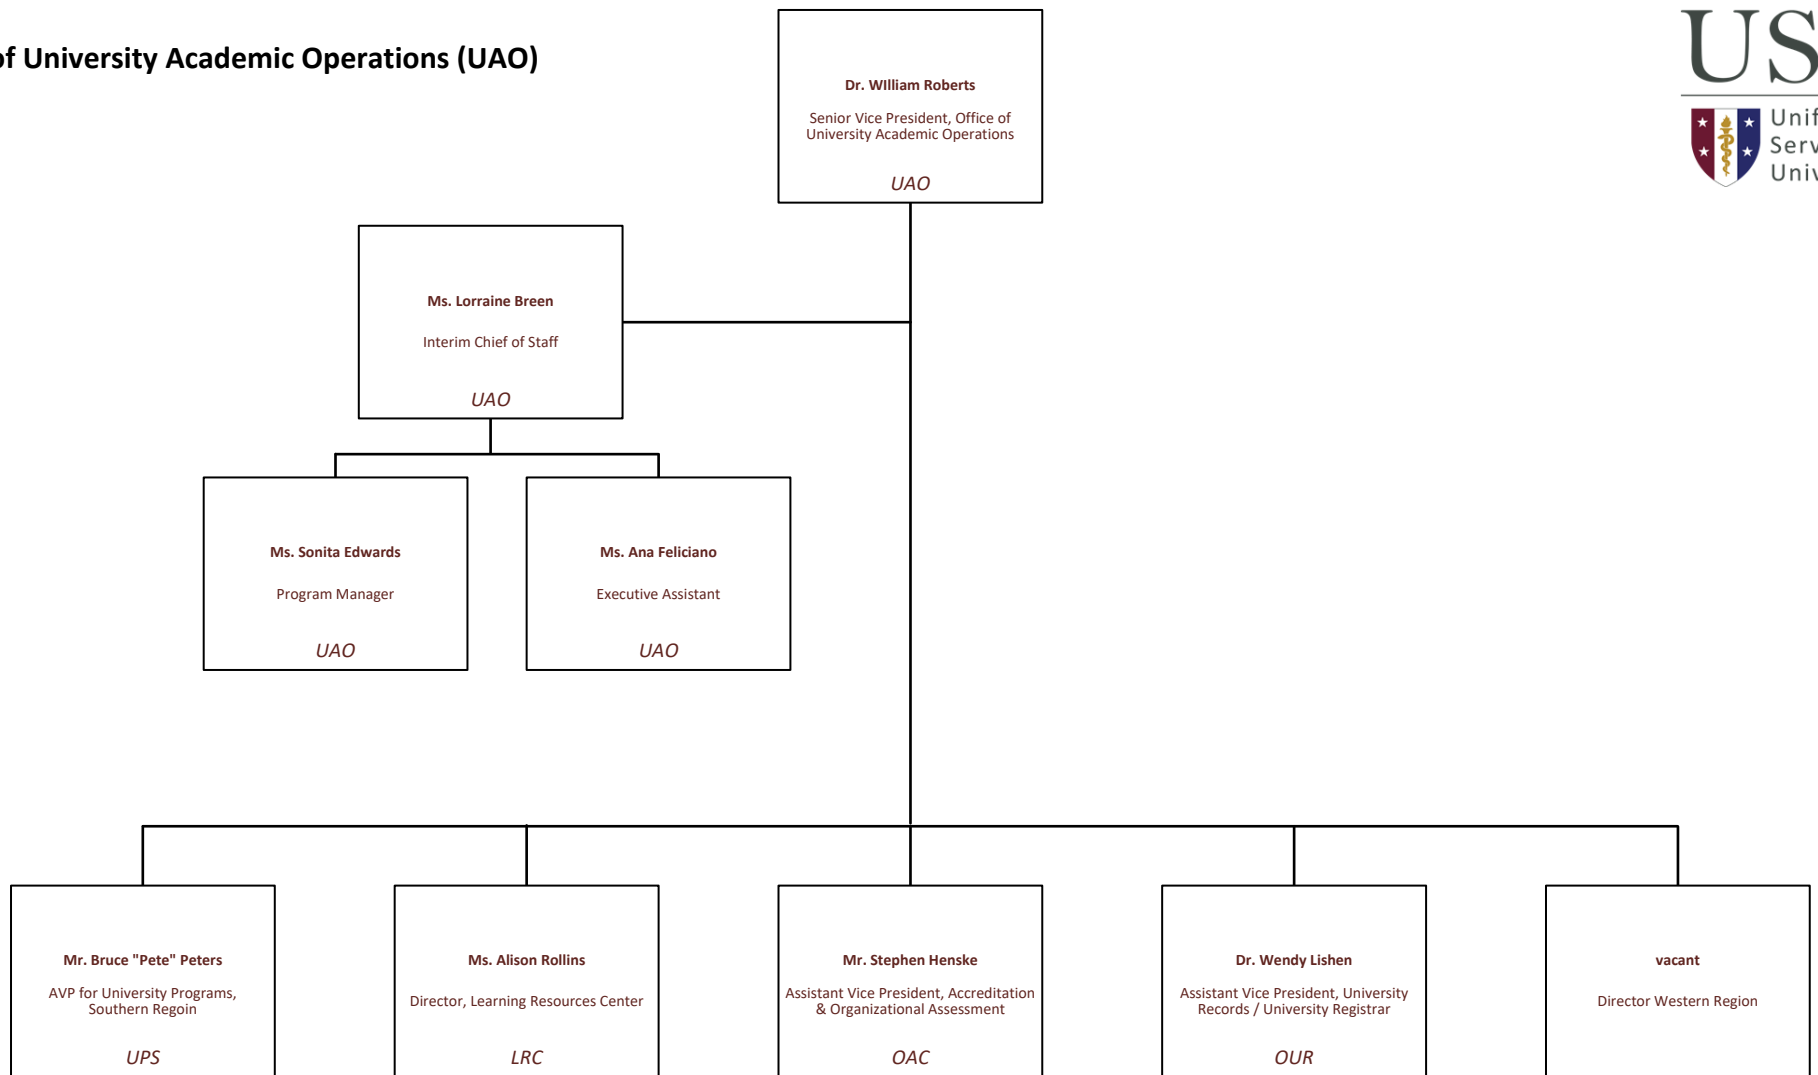 of University Academic Operations (UAO)
US
Unif
Serv
Univ
Dr. WIlliam Roberts
Senior Vice President, Office of
University Academic Operations
UAO
Ms. Lorraine Breen
Interim Chief of Staff
UAO
Ms. Sonita Edwards
Program Manager
UAO
Ms. Ana Feliciano
Executive Assistant
UAO
Mr. Bruce "Pete" Peters
AVP for University Programs,
Southern Regoin
UPS
Ms. Alison Rollins
Director, Learning Resources Center
LRC
Mr. Stephen Henske
Assistant Vice President, Accreditation
& Organizational Assessment
OAC
Dr. Wendy Lishen
Assistant Vice President, University
Records / University Registrar
OUR
vacant
Director Western Region